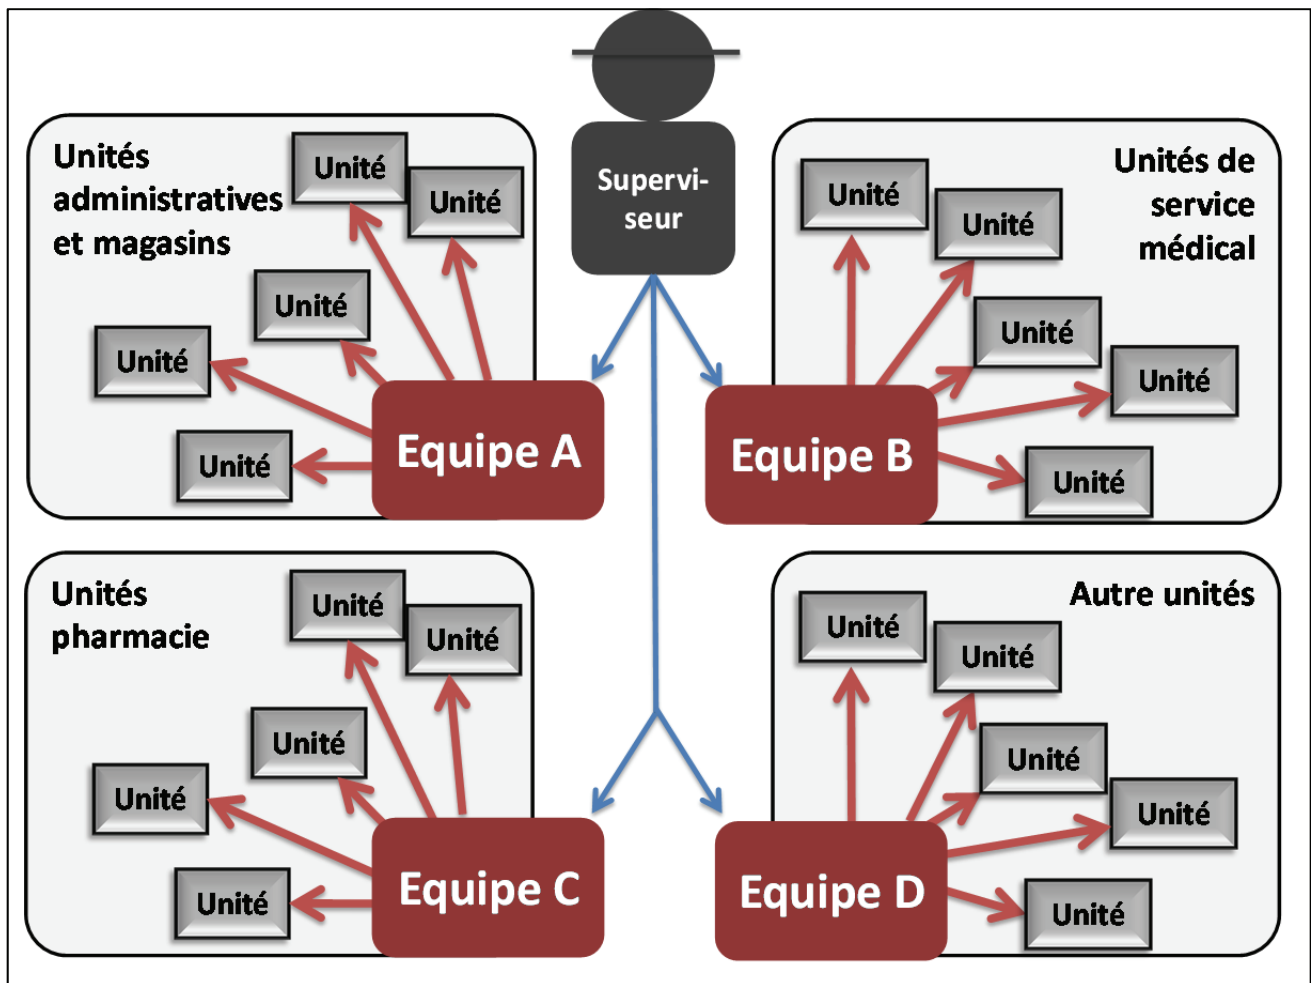 Supervi-
seur
Unités
administratives
et magasins
Unité
Unité
Unité
Unité
Unité
Equipe A
Unités de
service
médical
Unité
Unité
Unité
Unité
Unité
Equipe B
Unités
pharmacie
Unité
Unité
Unité
Unité
Unité
Equipe C
Autre unités
Unité
Unité
Unité
Unité
Unité
Equipe D